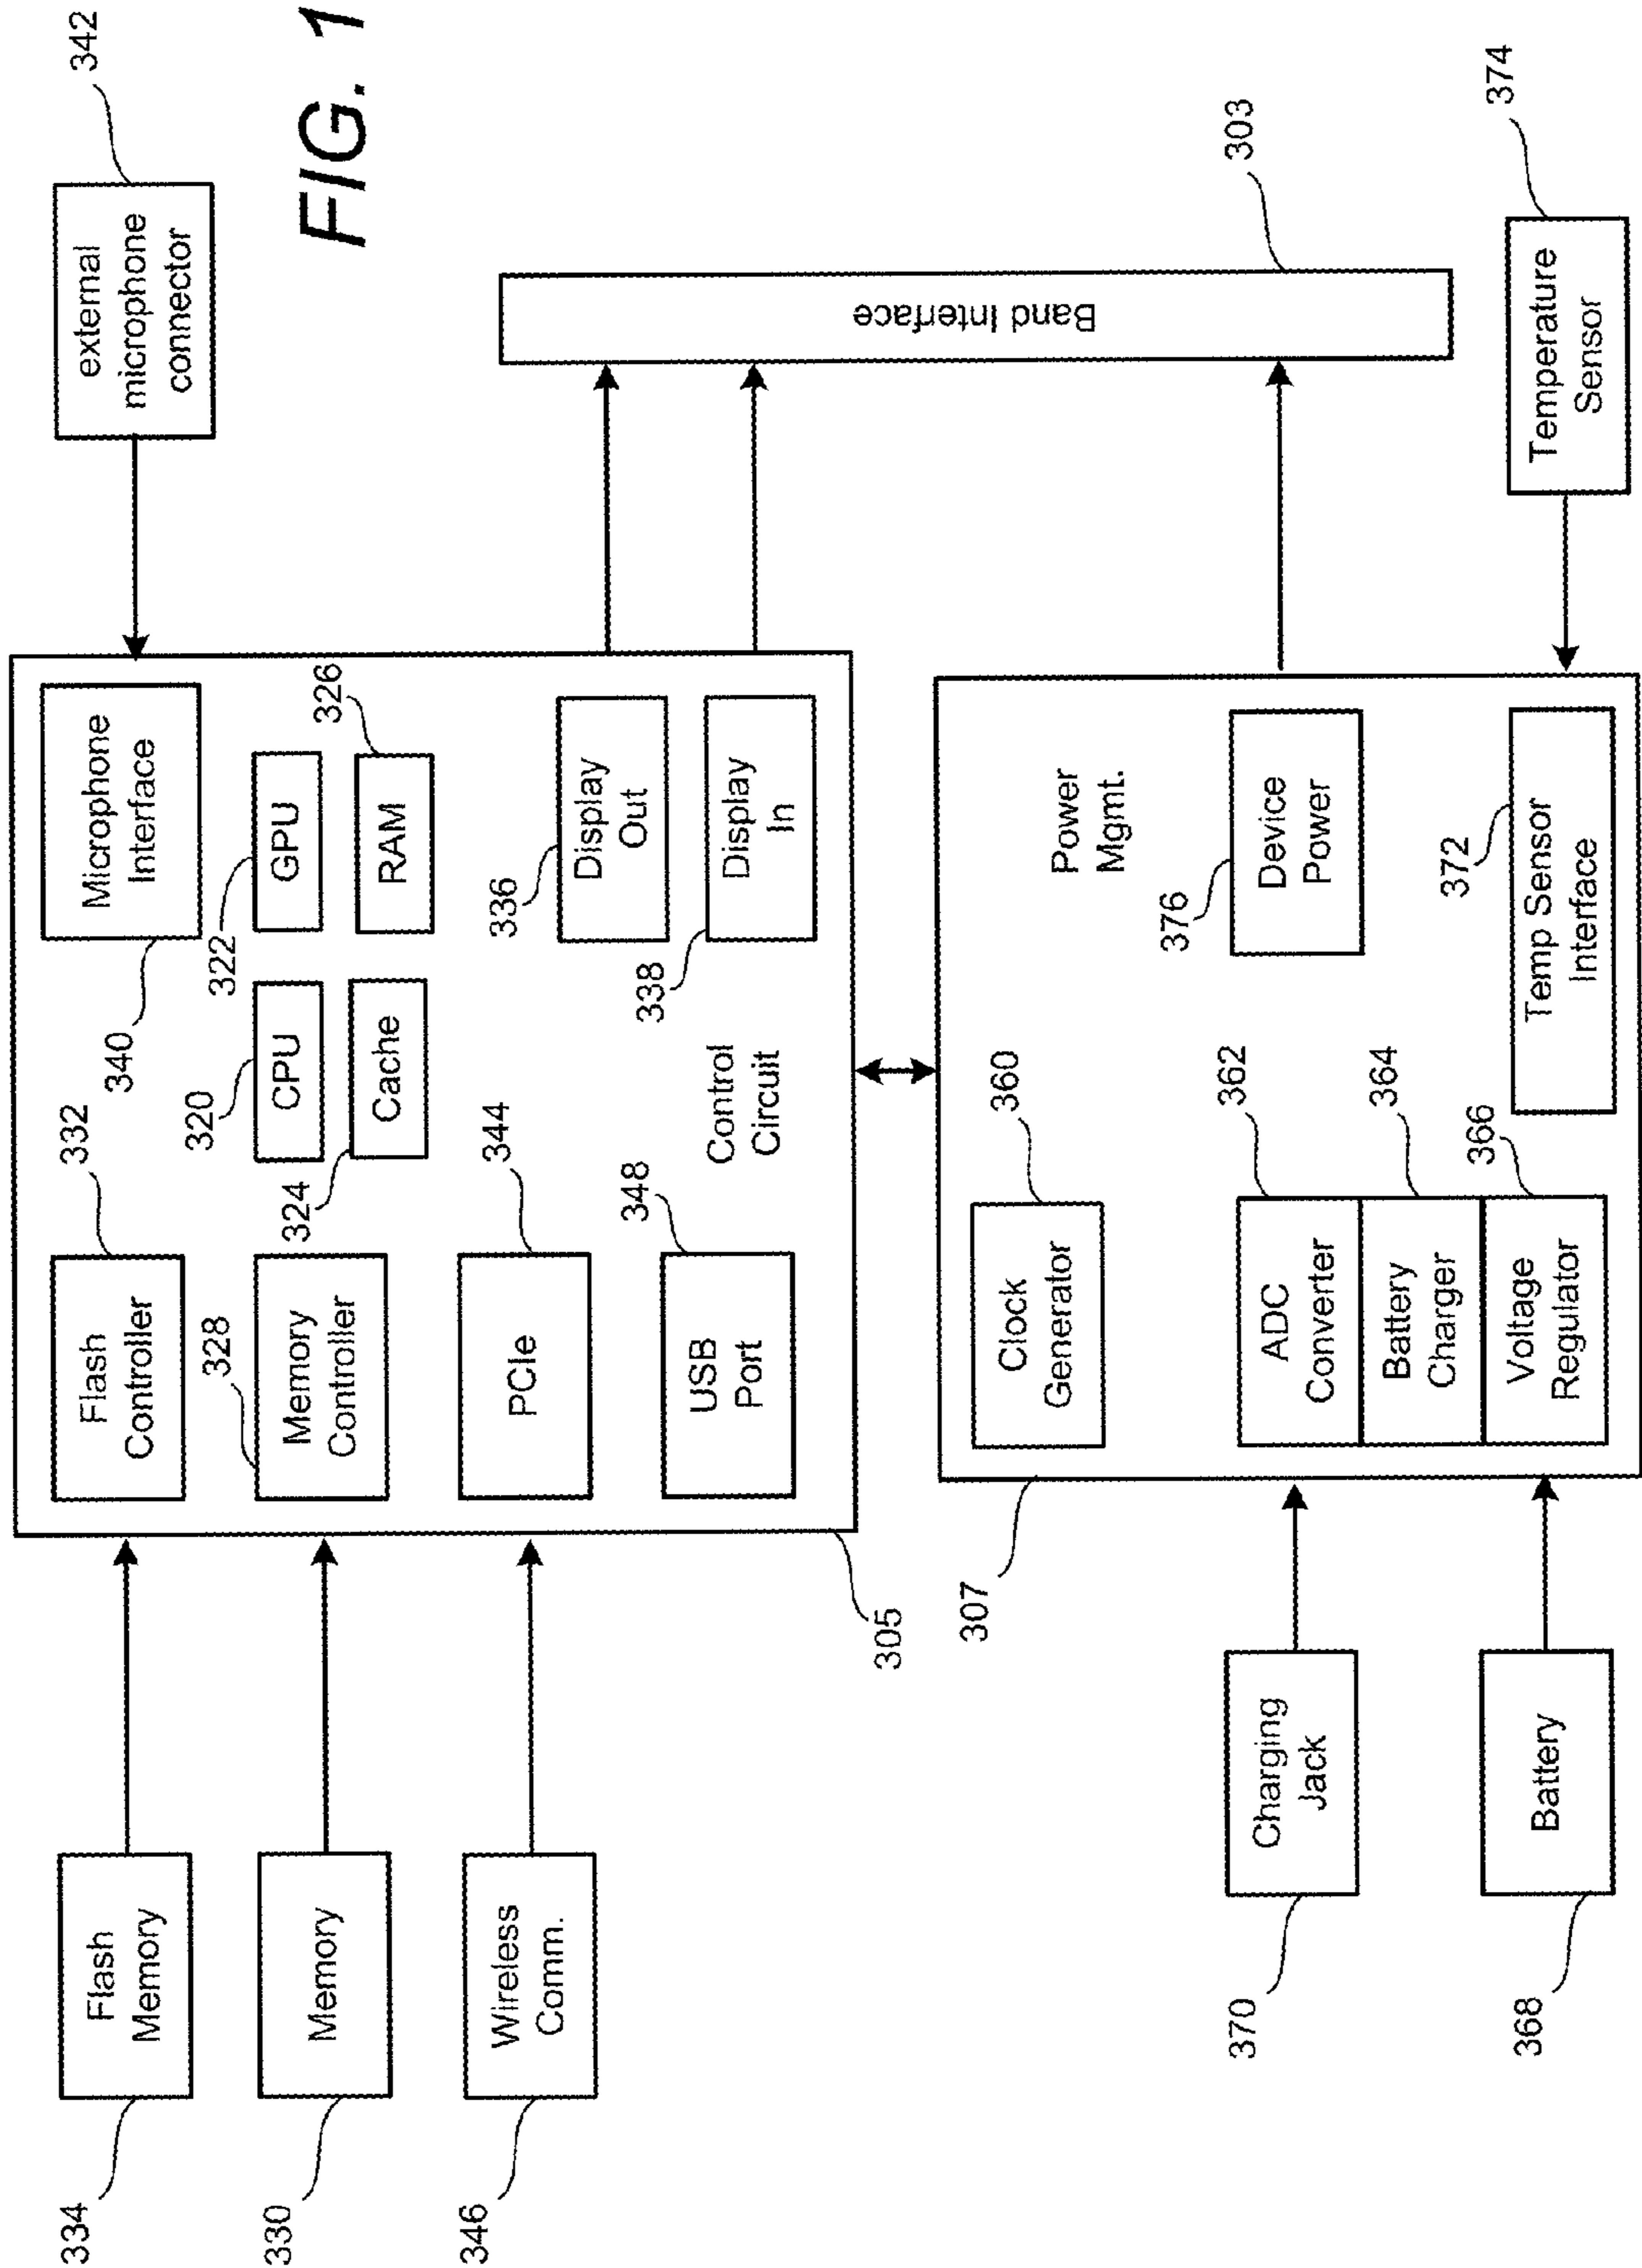 334
Flash
Memory
330
Memory
346
Wireless
Comm.
332
Flash
Controller
328
Memory
Controller
344
PCIe
348
USB
Port
340
Microphone
Interface
320
CPU
322
GPU
324
Cache
326
RAM
336
Display
Out
338
Display
In
Control
Circuit
305
342
external
microphone
connector
FIG. 1
303
Band Interface
370
Charging
Jack
368
Battery
307
360
Clock
Generator
362
ADC
Converter
364
Battery
Charger
366
Voltage
Regulator
Power
Mgmt.
376
Device
Power
372
Temp Sensor
Interface
374
Temperature
Sensor